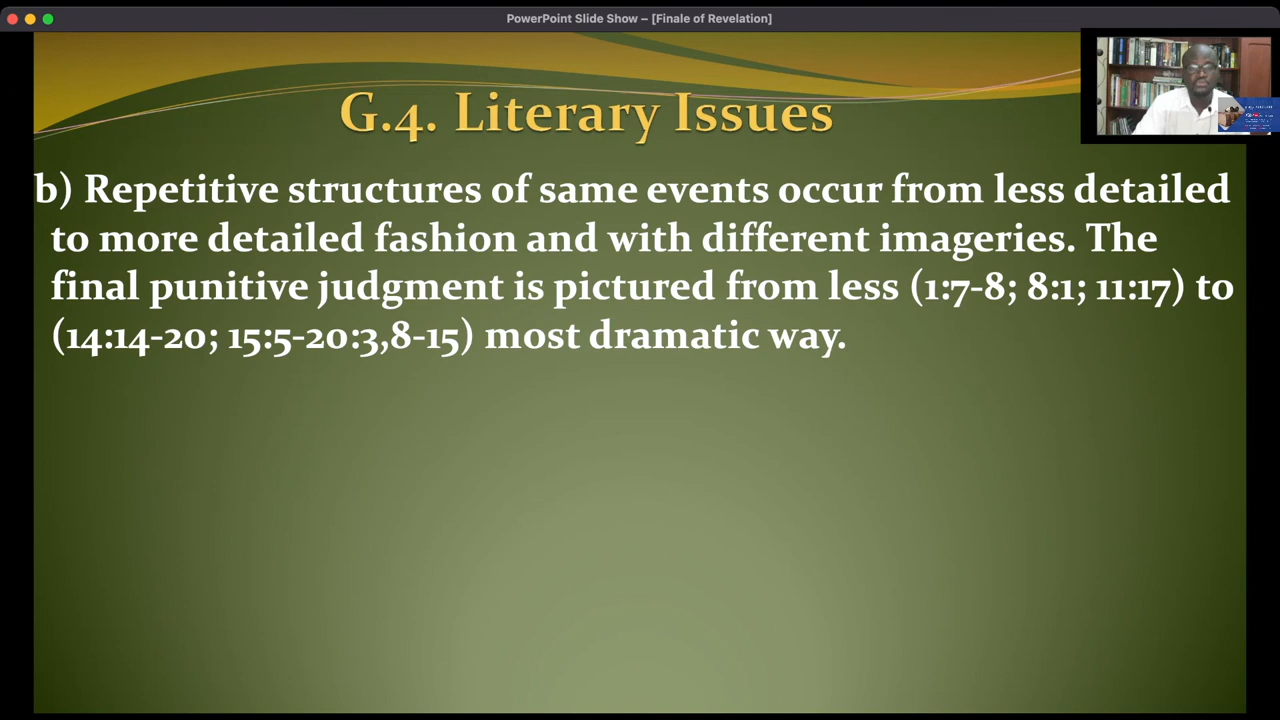 PowerPoint Slide Show – [Finale of Revelation]
G.4. Literary Issues
b) Repetitive structures of same events occur from less detailed
to more detailed fashion and with different imageries. The
final punitive judgment is pictured from less (1:7-8; 8:1; 11:17) to
(14:14-20; 15:5-20:3,8-15) most dramatic way.